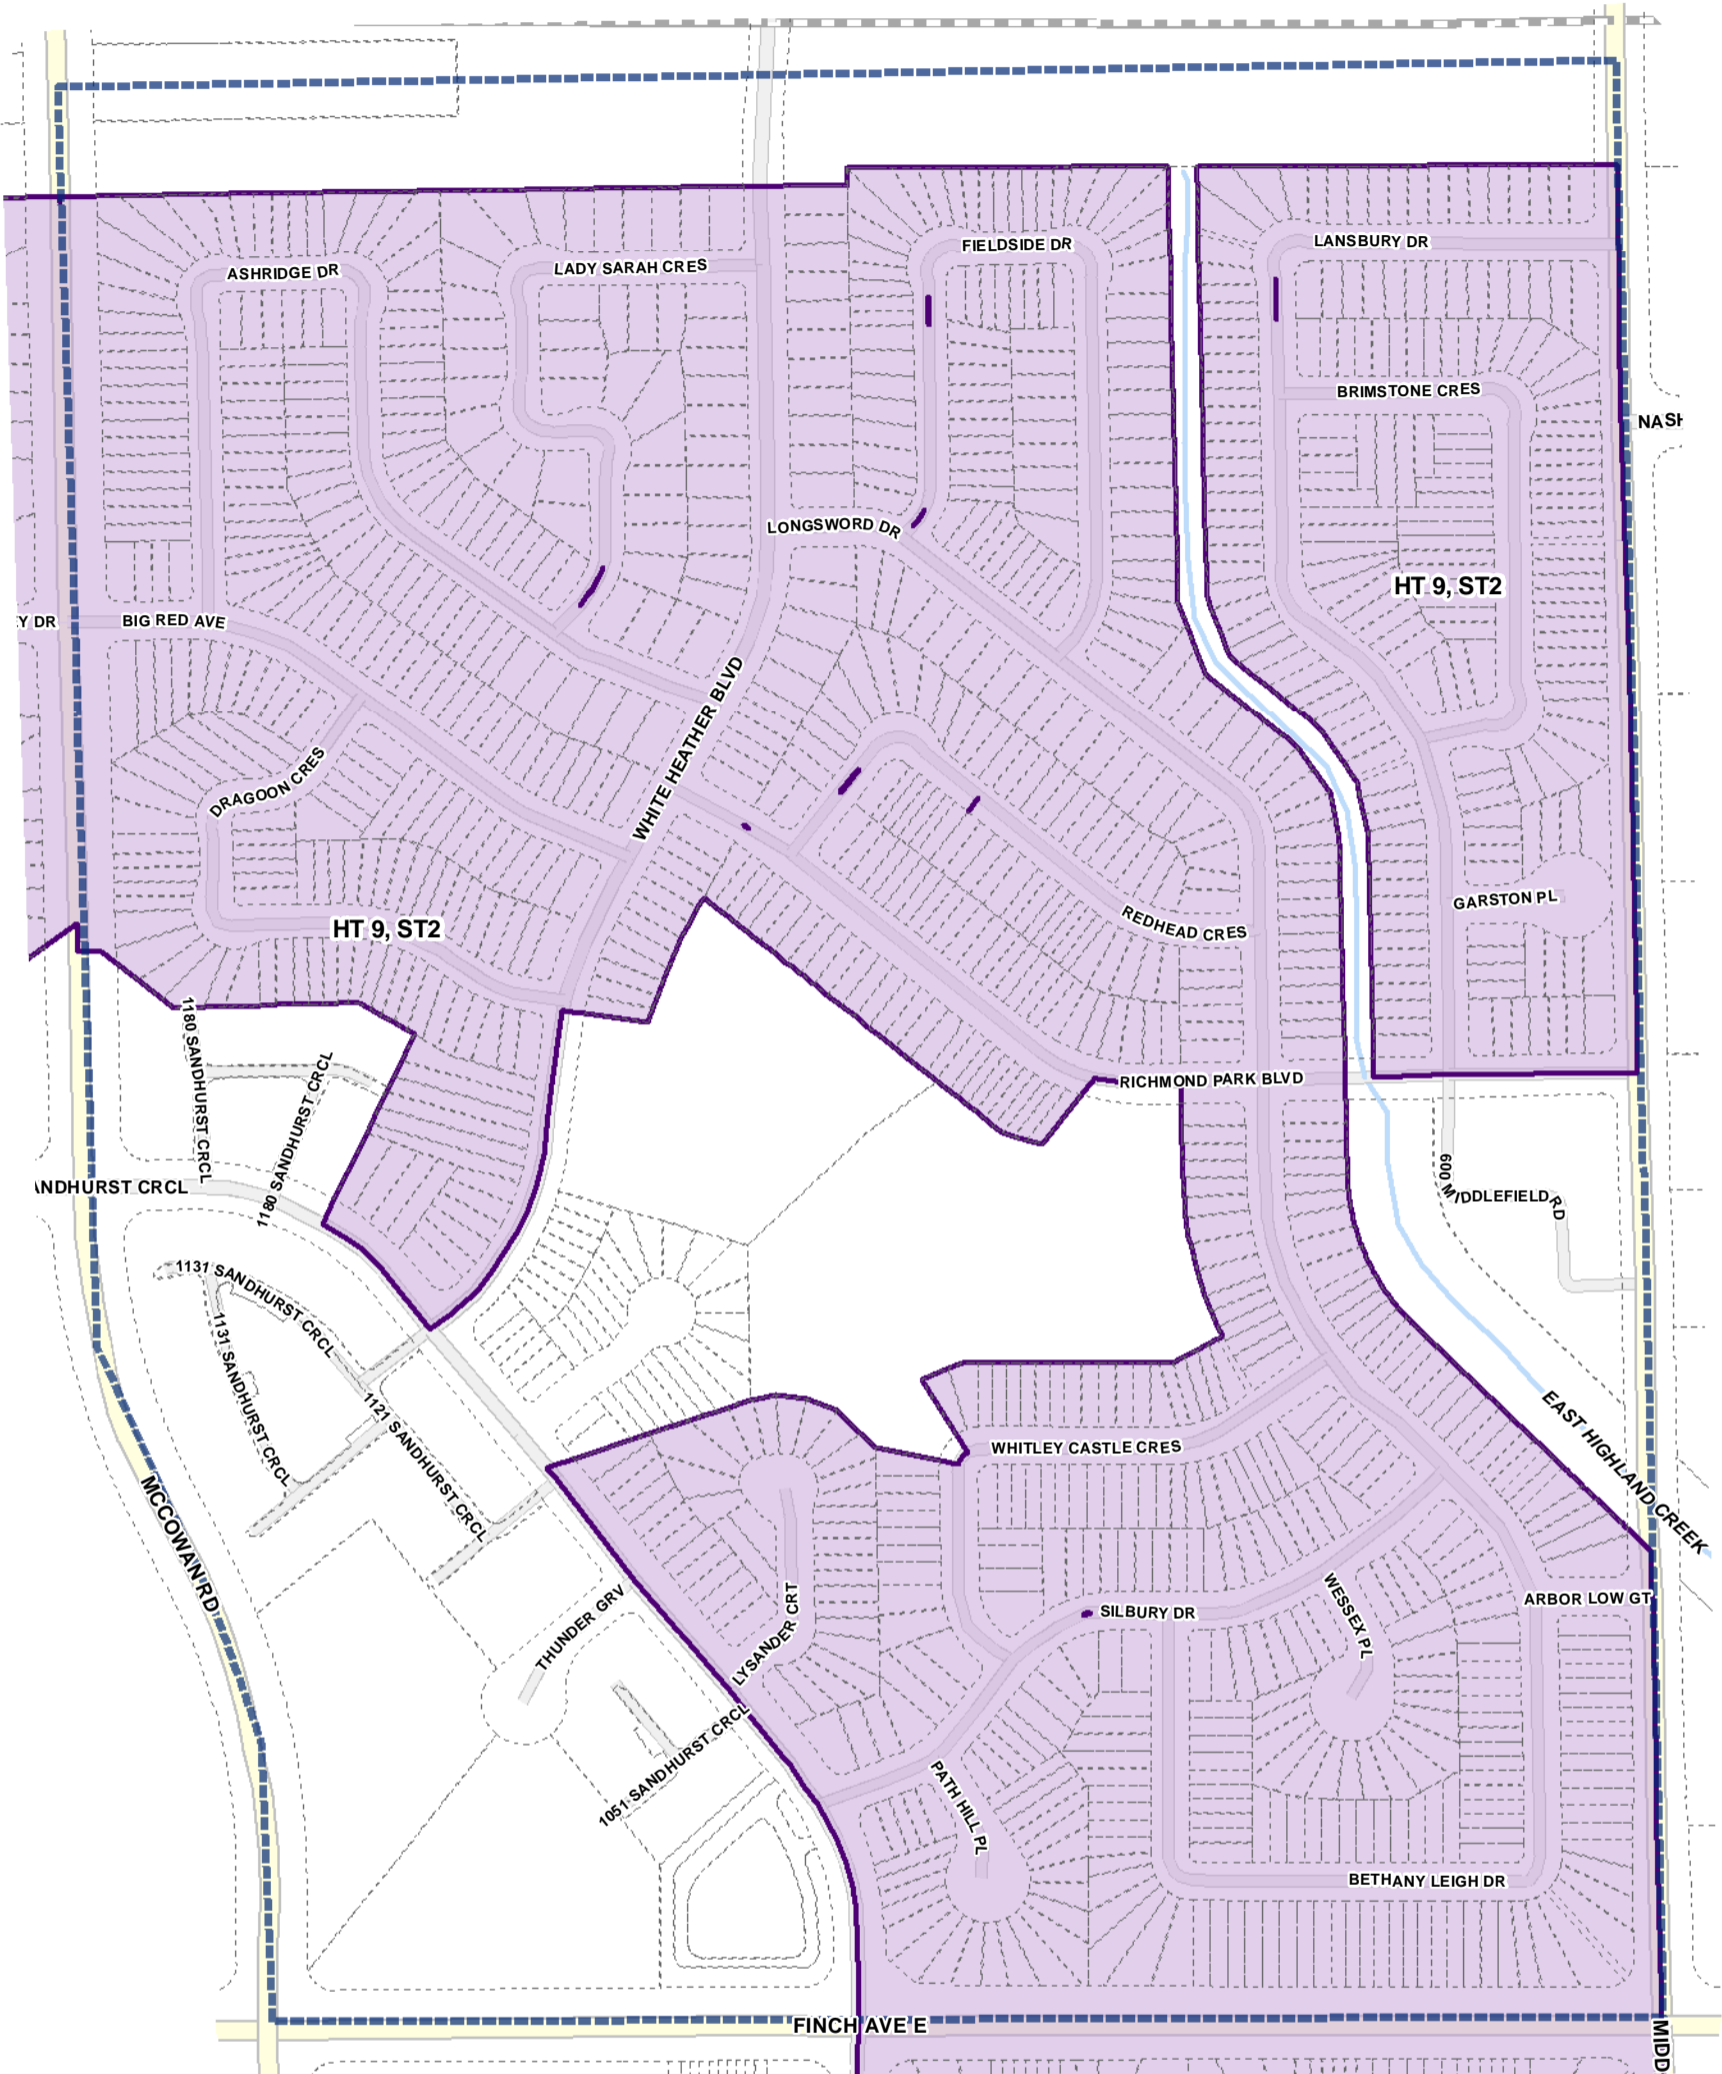 FIELDSIDE DR
LANSBURY DR
ASHRIDGE DR
LADY SARAH CRES
BRIMSTONE CRES
NASH
LONGSWORD DR
HT 9, ST2
EY DR
BIG RED AVE
WHITE HEATHER BLVD
DRAGOON CRES
GARSTON PL
REDHEAD CRES
HT 9, ST2
1180 SANDHURST CRCL
RICHMOND PARK BLVD
1180 SANDHURST CRCL
ANDHURST CRCL
609 MIDDLEFIELD RD
1131 SANDHURST CRCL
1131 SANDHURST CRCL
1121 SANDHURST CRCL
EAST HIGHLAND CREEK
WHITLEY CASTLE CRES
MCCOWAN RD
THUNDER GRV
LYSANDER CRT
SILBURY DR
WESSEX PL
ARBOR LOW GT
1051 SANDHURST CRCL
PATH HILL PL
BETHANY LEIGH DR
FINCH AVE E
MIDD